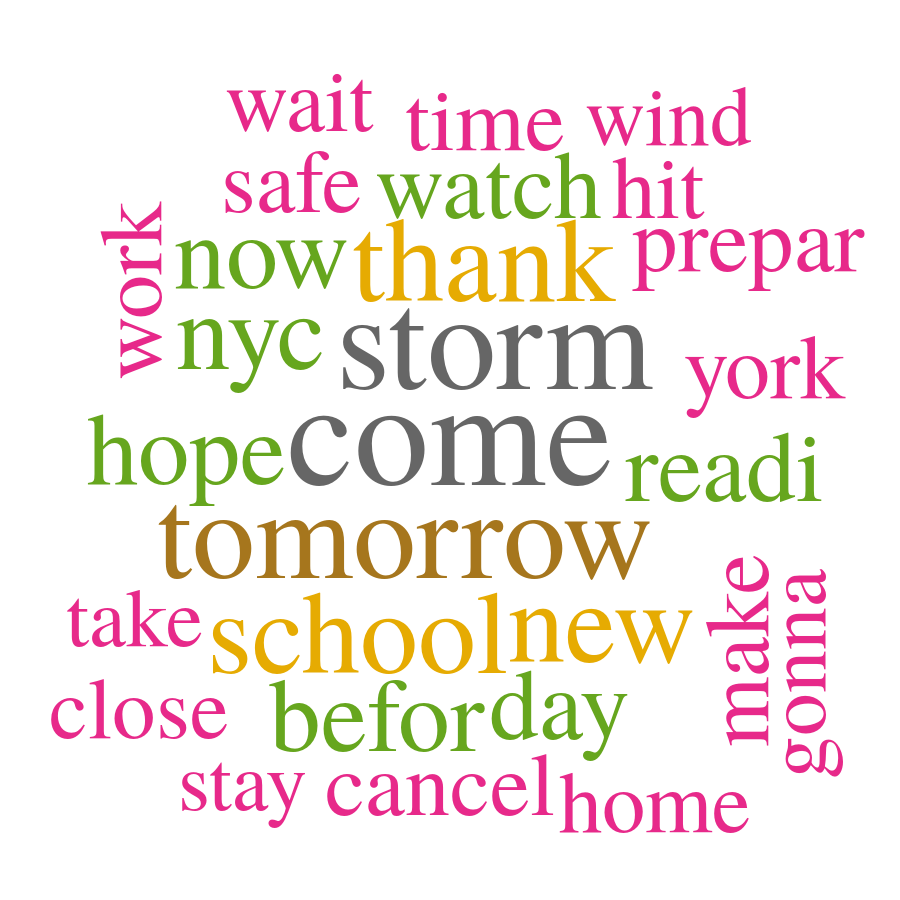 wait
time
wind
safe
watch
hit
work
now
thank
prepar
nyc
storm
york
hope
come
readi
tomorrow
take
school
new
make
gonna
close
befor
day
stay
cancel
home